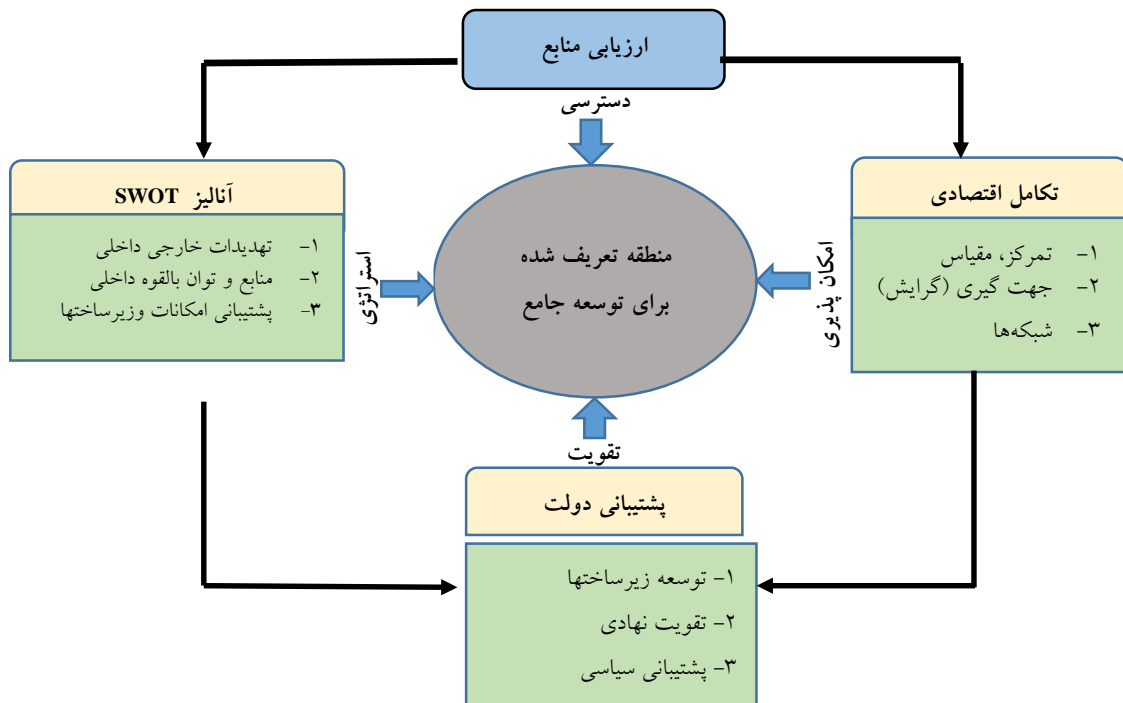 ارزیابی منابع
دسترسی
تکامل اقتصادی
۱- تمرکز، مقیاس
۲- جهت گیری (گرایش)
۳- شبکه‌ها
امکان پذیری
منطقه تعریف شده
برای توسعه جامع
استراتژی
آنالیز SWOT
۱- تهدیدات خارجی داخلی
۲- منابع و توان بالقوه داخلی
۳- پشتیبانی امکانات وزیرساختها
تقویت
پشتیبانی دولت
۱- توسعه زیرساختها
۲- تقویت نهادی
۳- پشتیبانی سیاسی